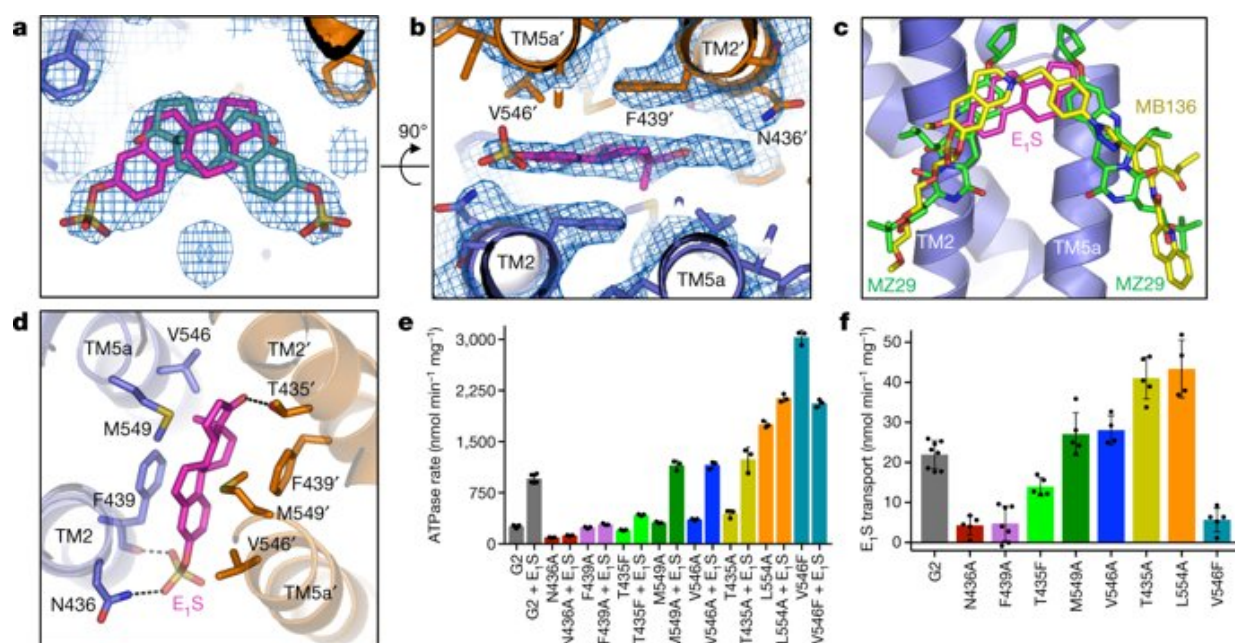 a
b
TM5a′
TM2′
V546′
F439′
N436′
TM2
TM5a
90°
c
MB136
E₁S
TM2
TM5a
MZ29
MZ29
d
V546
TM5a
TM2′
T435′
M549
F439
F439′
M549′
TM2
V546′
N436
E₁S
TM5a′
e
ATPase rate (nmol min⁻¹ mg⁻¹)
3,000
2,250
1,500
750
0
G2
G2 + E₁S
N436A
N436A + E₁S
F439A
F439A + E₁S
T435F
T435F + E₁S
M549A
M549A + E₁S
V546A
V546A + E₁S
T435A
T435A + E₁S
L554A
L554A + E₁S
V546F
V546F + E₁S
f
E₁S transport (nmol min⁻¹ mg⁻¹)
50
40
30
20
10
0
G2
N436A
F439A
T435F
M549A
V546A
T435A
L554A
V546F